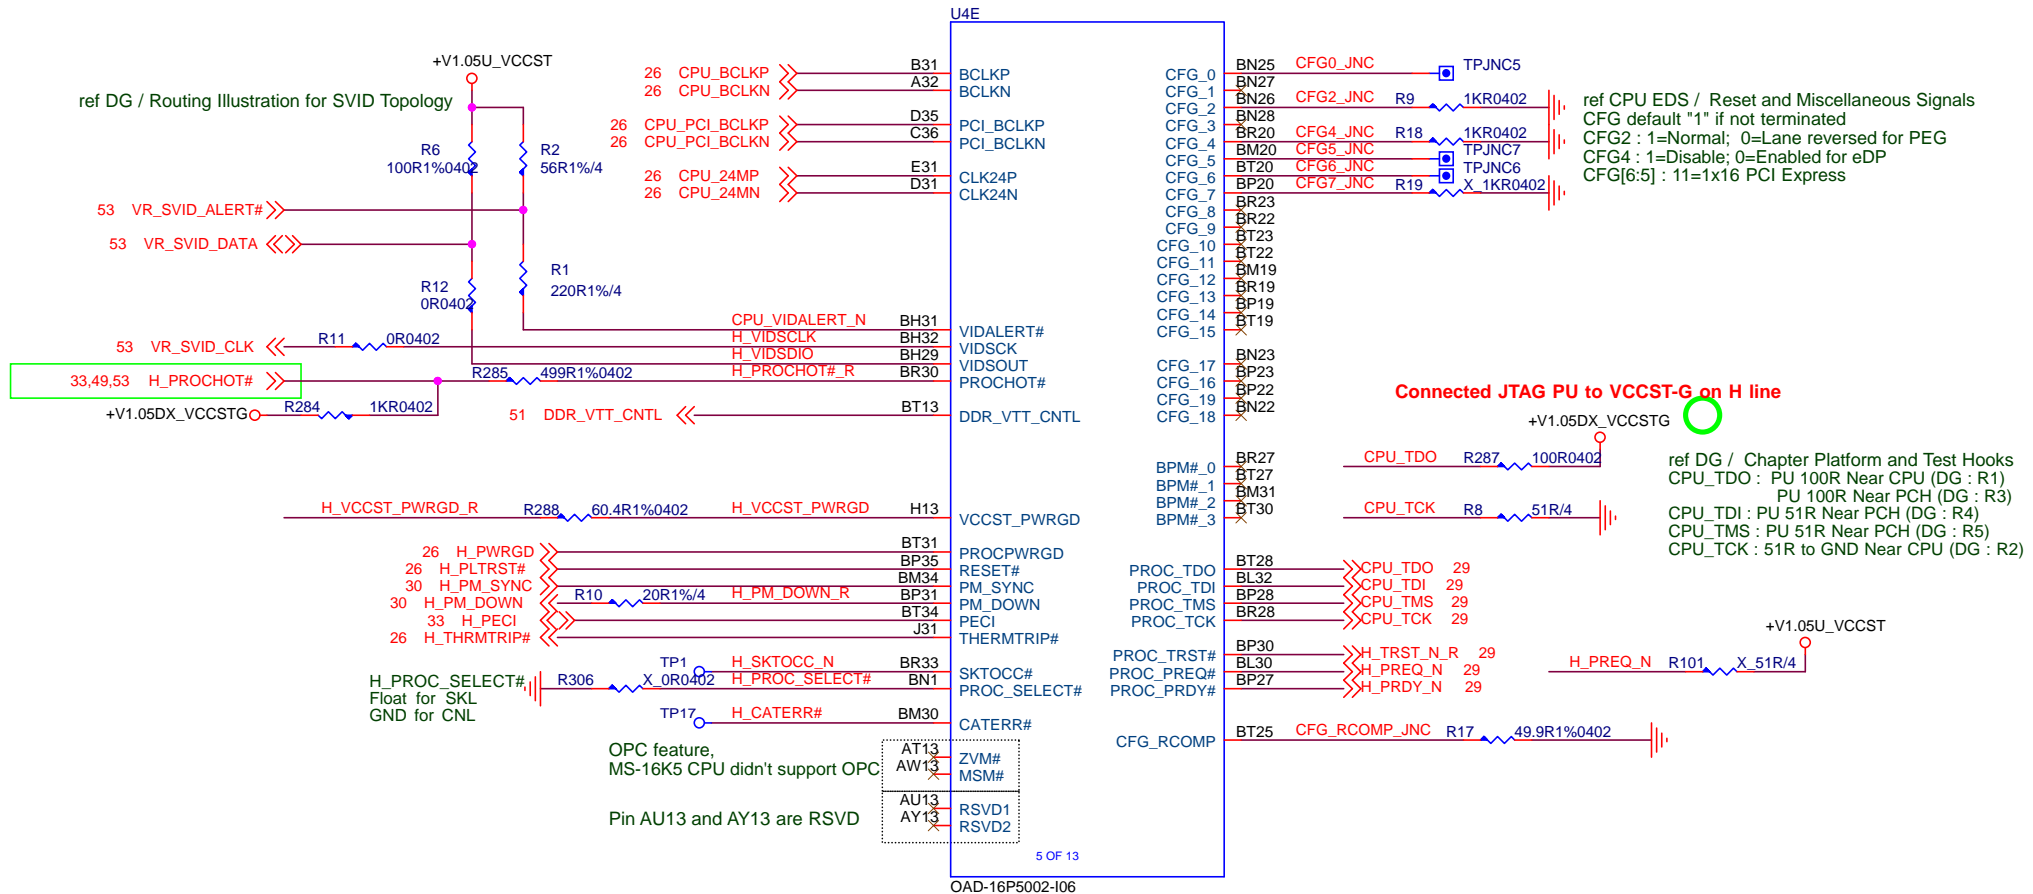 U4E
+V1.05U_VCCST
ref DG / Routing Illustration for SVID Topology
R6
100R1%0402
R2
56R1%/4
53 VR_SVID_ALERT#
53 VR_SVID_DATA
R12
0R0402
R1
220R1%/4
53 VR_SVID_CLK
R11 0R0402
33,49,53 H_PROCHOT#
R285 499R1%0402
+V1.05DX_VCCSTG
R284 1KR0402
26 CPU_BCLKP B31 BCLKP
26 CPU_BCLKN A32 BCLKN
26 CPU_PCI_BCLKP D35 PCI_BCLKP
26 CPU_PCI_BCLKN C36 PCI_BCLKN
26 CPU_24MP E31 CLK24P
26 CPU_24MN D31 CLK24N
CPU_VIDALERT_N BH31 VIDALERT#
H_VIDSCLK BH32 VIDSCK
H_VIDSDIO BH29 VIDSOUT
H_PROCHOT#_R BR30 PROCHOT#
51 DDR_VTT_CNTL BT13 DDR_VTT_CNTL
H_VCCST_PWRGD_R R288 60.4R1%0402 H_VCCST_PWRGD H13 VCCST_PWRGD
26 H_PWRGD BT31 PROCPWRGD
26 H_PLTRST# BP35 RESET#
30 H_PM_SYNC BM34 PM_SYNC
30 H_PM_DOWN R10 20R1%/4 H_PM_DOWN_R BP31 PM_DOWN
33 H_PECI BT34 PECI
26 H_THRMTRIP# J31 THERMTRIP#
TP1 H_SKTOCC_N BR33 SKTOCC#
R306 X_0R0402 H_PROC_SELECT# BN1 PROC_SELECT#
H_PROC_SELECT#
Float for SKL
GND for CNL
TP17 H_CATERR# BM30 CATERR#
OPC feature,
MS-16K5 CPU didn't support OPC
AT13 ZVM#
AW13 MSM#
Pin AU13 and AY13 are RSVD
AU13 RSVD1
AY13 RSVD2
5 OF 13
OAD-16P5002-I06
CFG_0 BN25 CFG0_JNC TPJNC5
CFG_1 BN27
CFG_2 BN26 CFG2_JNC R9 1KR0402
CFG_3 BN28
CFG_4 BR20 CFG4_JNC R18 1KR0402
CFG_5 BM20 CFG5_JNC TPJNC7
CFG_6 BT20 CFG6_JNC TPJNC6
CFG_7 BP20 CFG7_JNC R19 X_1KR0402
CFG_8 BR23
CFG_9 BR22
CFG_10 BT23
CFG_11 BT22
CFG_12 BM19
CFG_13 BR19
CFG_14 BP19
CFG_15 BT19
CFG_17 BN23
CFG_16 BP23
CFG_19 BP22
CFG_18 BN22
ref CPU EDS / Reset and Miscellaneous Signals
CFG default "1" if not terminated
CFG2 : 1=Normal; 0=Lane reversed for PEG
CFG4 : 1=Disable; 0=Enabled for eDP
CFG[6:5] : 11=1x16 PCI Express
Connected JTAG PU to VCCST-G on H line
+V1.05DX_VCCSTG
BPM#_0 BR27
BPM#_1 BT27
BPM#_2 BM31
BPM#_3 BT30
CPU_TDO R287 100R0402
CPU_TCK R8 51R/4
ref DG / Chapter Platform and Test Hooks
CPU_TDO : PU 100R Near CPU (DG : R1)
PU 100R Near PCH (DG : R3)
CPU_TDI : PU 51R Near PCH (DG : R4)
CPU_TMS : PU 51R Near PCH (DG : R5)
CPU_TCK : 51R to GND Near CPU (DG : R2)
PROC_TDO BT28 CPU_TDO 29
PROC_TDI BL32 CPU_TDI 29
PROC_TMS BP28 CPU_TMS 29
PROC_TCK BR28 CPU_TCK 29
PROC_TRST# BP30 H_TRST_N_R 29
PROC_PREQ# BL30 H_PREQ_N 29
PROC_PRDY# BP27 H_PRDY_N 29
+V1.05U_VCCST
H_PREQ_N R101 X_51R/4
CFG_RCOMP BT25 CFG_RCOMP_JNC R17 49.9R1%0402